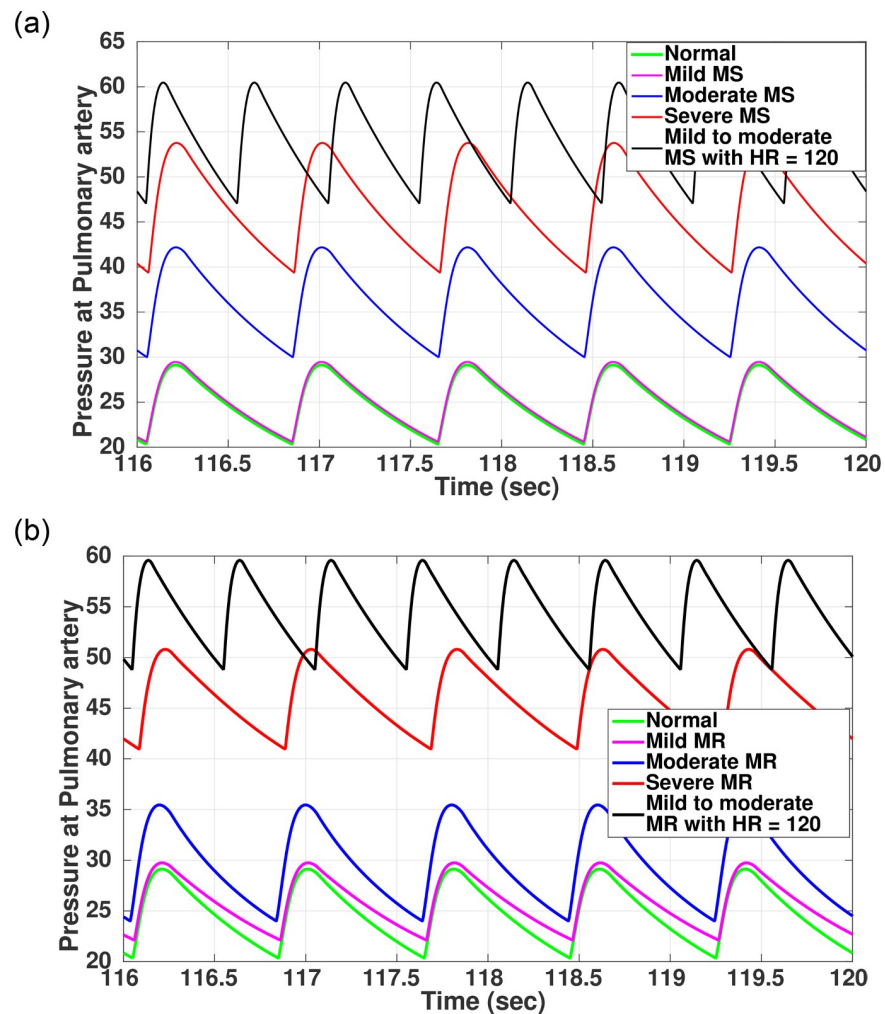 (a)
65
60
55
50
45
40
35
30
25
20
Pressure at Pulmonary artery
Normal
Mild MS
Moderate MS
Severe MS
Mild to moderate
MS with HR = 120
116 116.5 117 117.5 118 118.5 119 119.5 120
Time (sec)
(b)
60
55
50
45
40
35
30
25
20
Pressure at Pulmonary artery
Normal
Mild MR
Moderate MR
Severe MR
Mild to moderate
MR with HR = 120
116 116.5 117 117.5 118 118.5 119 119.5 120
Time (sec)